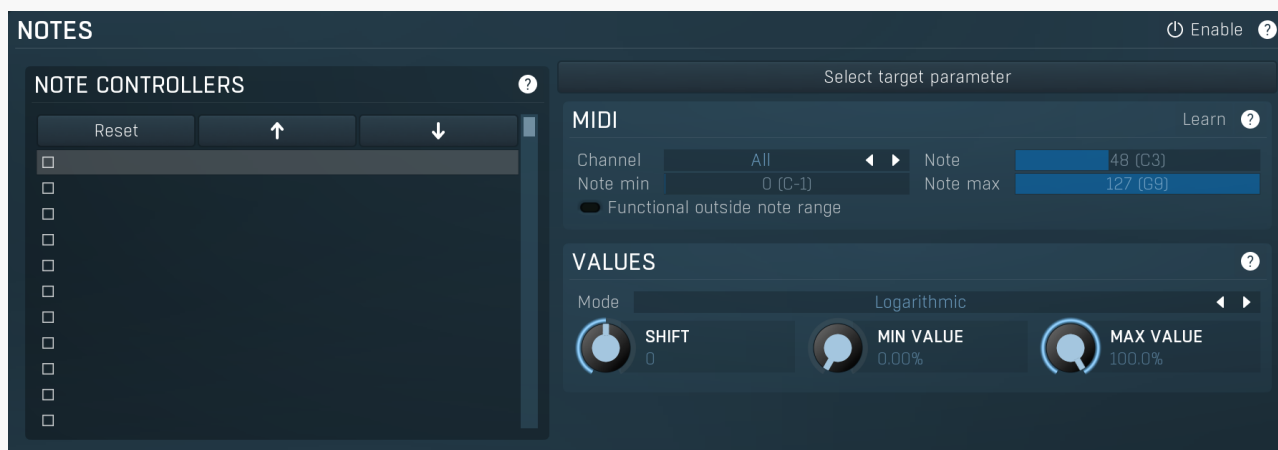 NOTES
Enable ?
NOTE CONTROLLERS ?
Reset ↑ ↓
Select target parameter
MIDI Learn ?
Channel All Note 48 (C3)
Note min 0 (C-1) Note max 127 (G9)
Functional outside note range
VALUES ?
Mode Logarithmic
SHIFT
0
MIN VALUE
0.00%
MAX VALUE
100.0%